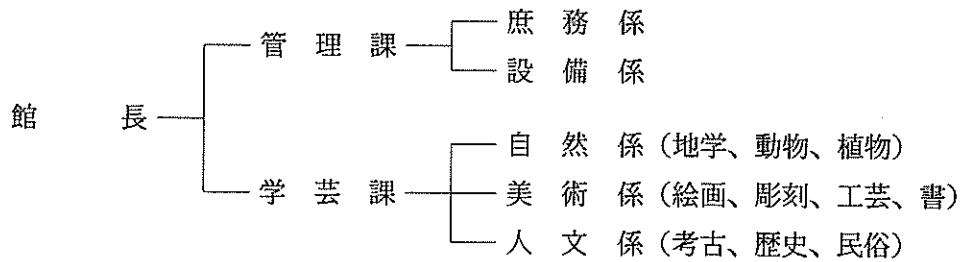 館長
管理課
庶務係
設備係
学芸課
自然係(地学、動物、植物)
美術係(絵画、彫刻、工芸、書)
人文係(考古、歴史、民俗)